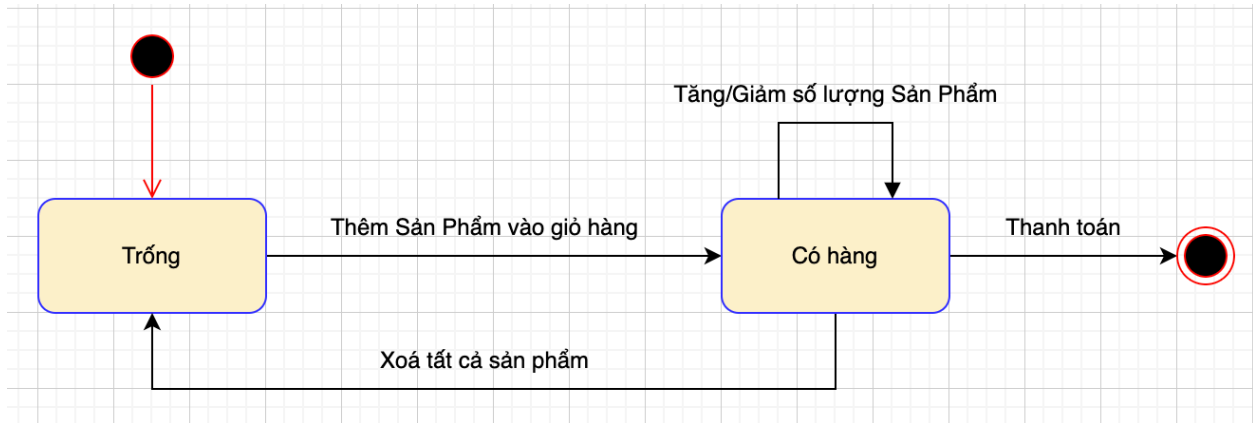 Tăng/Giảm số lượng Sản Phẩm
Thêm Sản Phẩm vào giỏ hàng
Thanh toán
Trống
Có hàng
Xoá tất cả sản phẩm